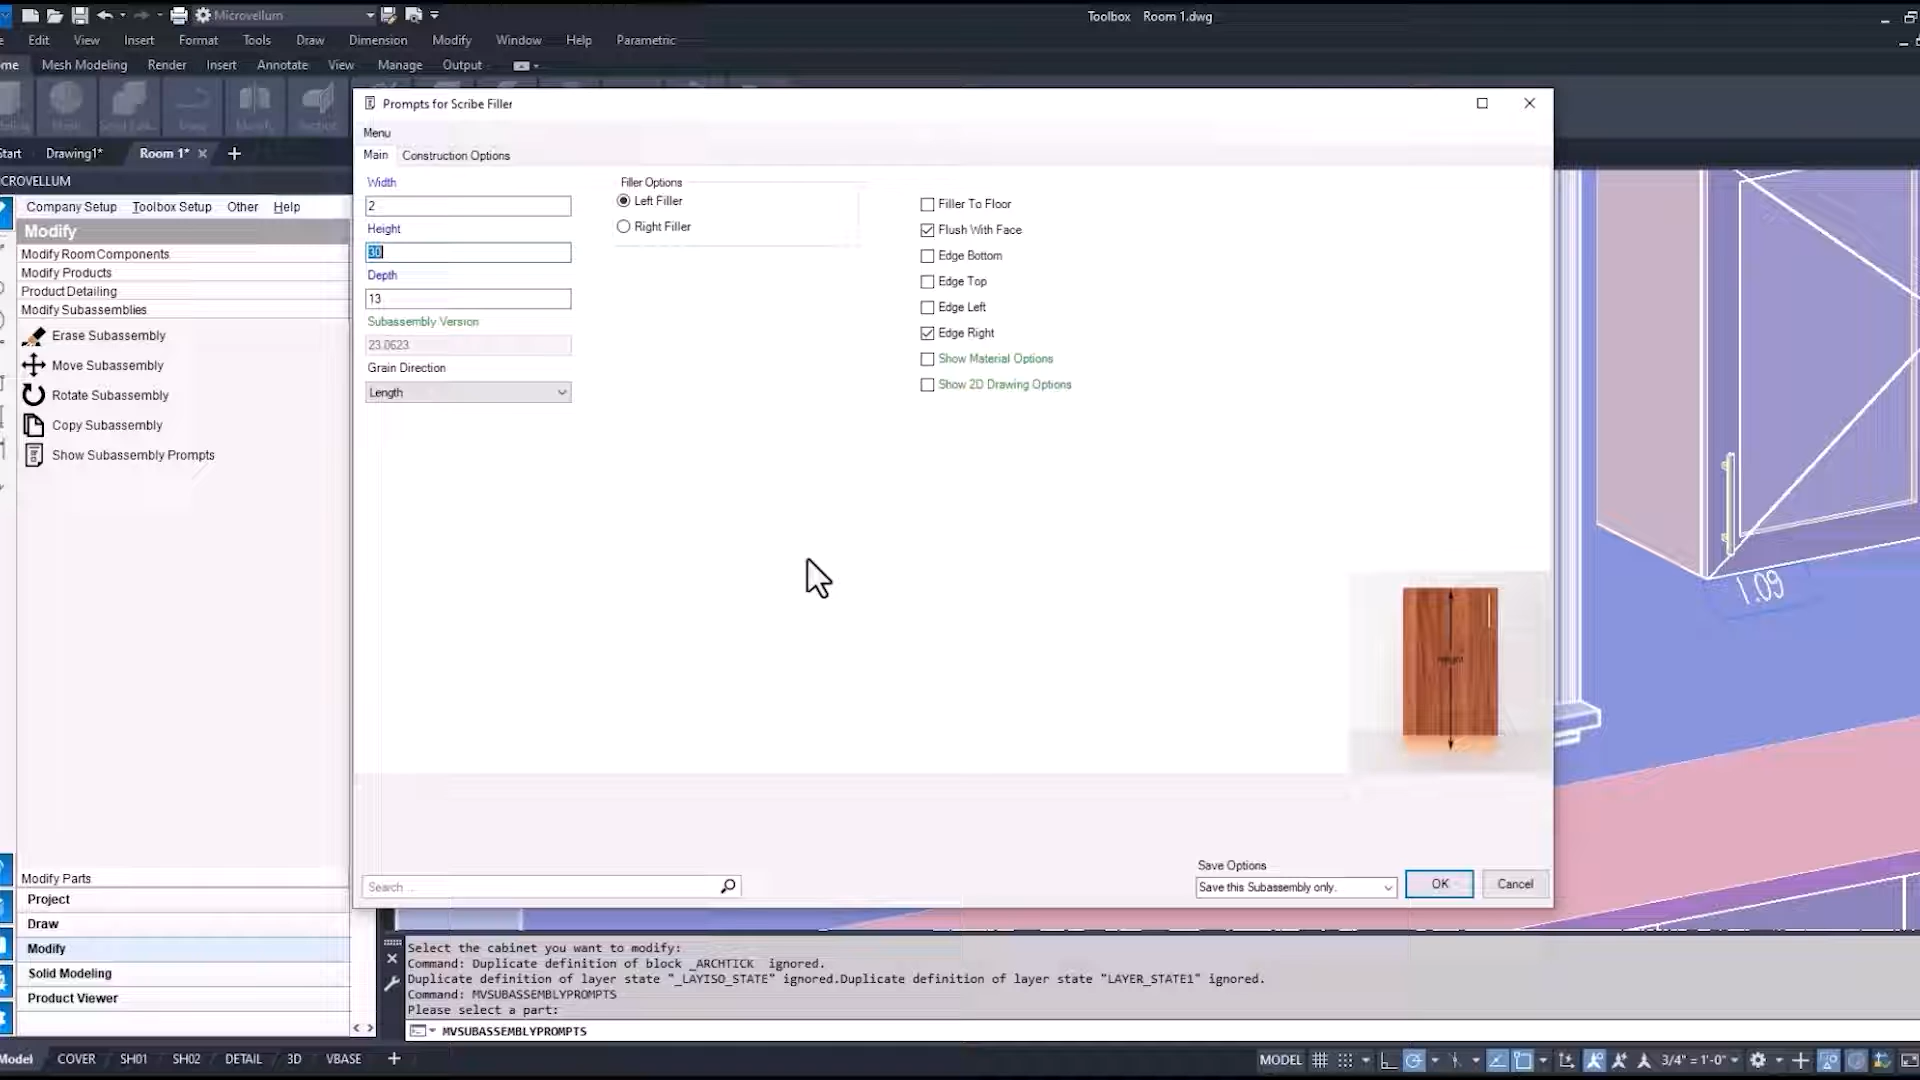 Microvellum
Toolbox Room 1.dwg
Edit View Insert Format Tools Draw Dimension Modify Window Help Parametric
Mesh Modeling Render Insert Annotate View Manage Output
Prompts for Scribe Filler
Menu
Drawing1* Room 1*
Main Construction Options
Company Setup Toolbox Setup Other Help
Modify
Modify Room Components
Modify Products
Product Detailing
Modify Subassemblies
Erase Subassembly
Move Subassembly
Rotate Subassembly
Copy Subassembly
Show Subassembly Prompts
Width
2
Height
30
Depth
13
Subassembly Version
23.0623
Grain Direction
Length
Filler Options
Left Filler
Right Filler
Filler To Floor
Flush With Face
Edge Bottom
Edge Top
Edge Left
Edge Right
Show Material Options
Show 2D Drawing Options
1.09
Height
Search ...
Save Options
Save this Subassembly only.
OK Cancel
Modify Parts
Project
Draw
Modify
Solid Modeling
Product Viewer
Select the cabinet you want to modify:
Command: Duplicate definition of block _ARCHTICK ignored.
Duplicate definition of layer state "_LAYISO_STATE" ignored.Duplicate definition of layer state "LAYER_STATE1" ignored.
Command: MVSUBASSEMBLYPROMPTS
Please select a part:
MVSUBASSEMBLYPROMPTS
Model COVER SH01 SH02 DETAIL 3D VBASE
MODEL 3/4" = 1'-0"